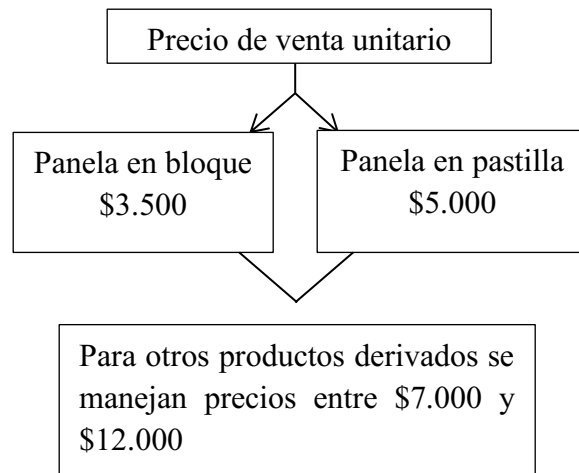 Precio de venta unitario
Panela en bloque
$3.500
Panela en pastilla
$5.000
Para otros productos derivados se
manejan precios entre $7.000 y
$12.000